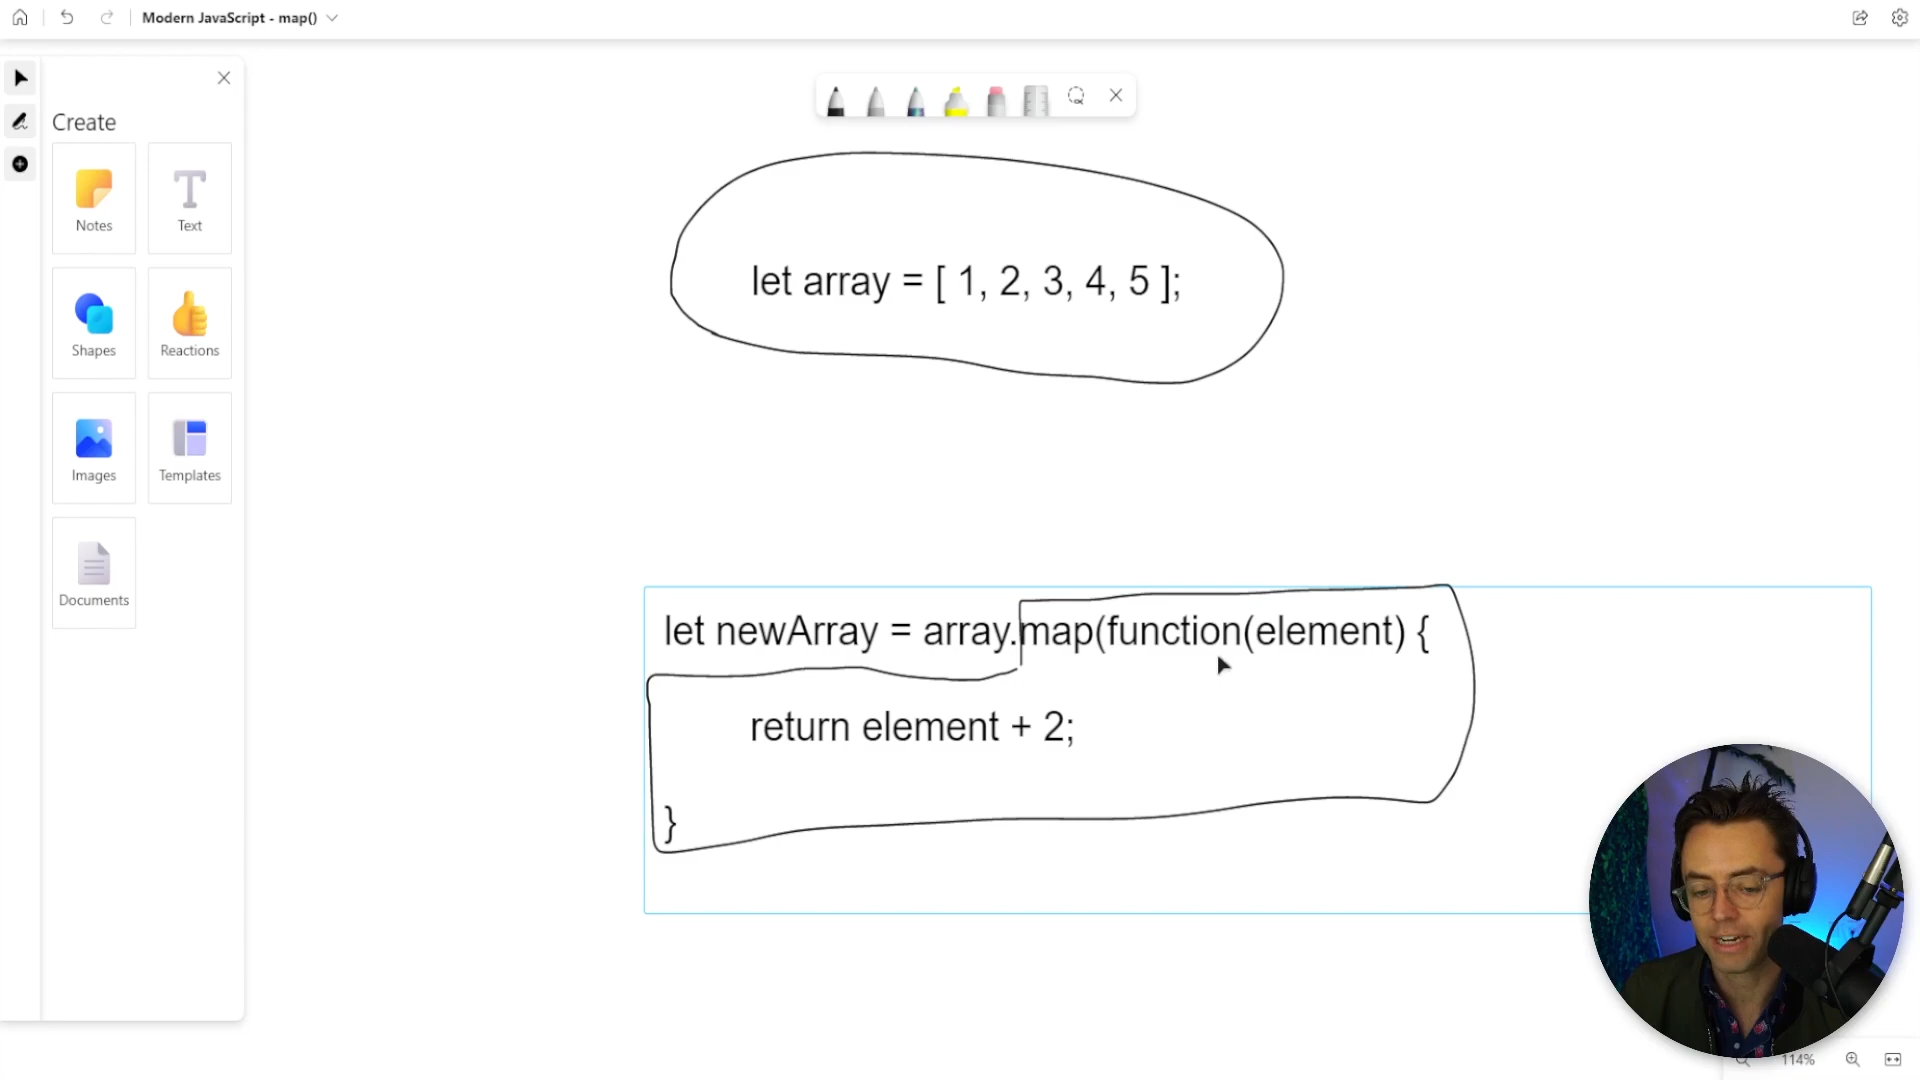 Modern JavaScript - map()
Create
Notes
Text
Shapes
Reactions
Images
Templates
Documents
let array = [ 1, 2, 3, 4, 5 ];
let newArray = array.map(function(element) {
return element + 2;
}
114%